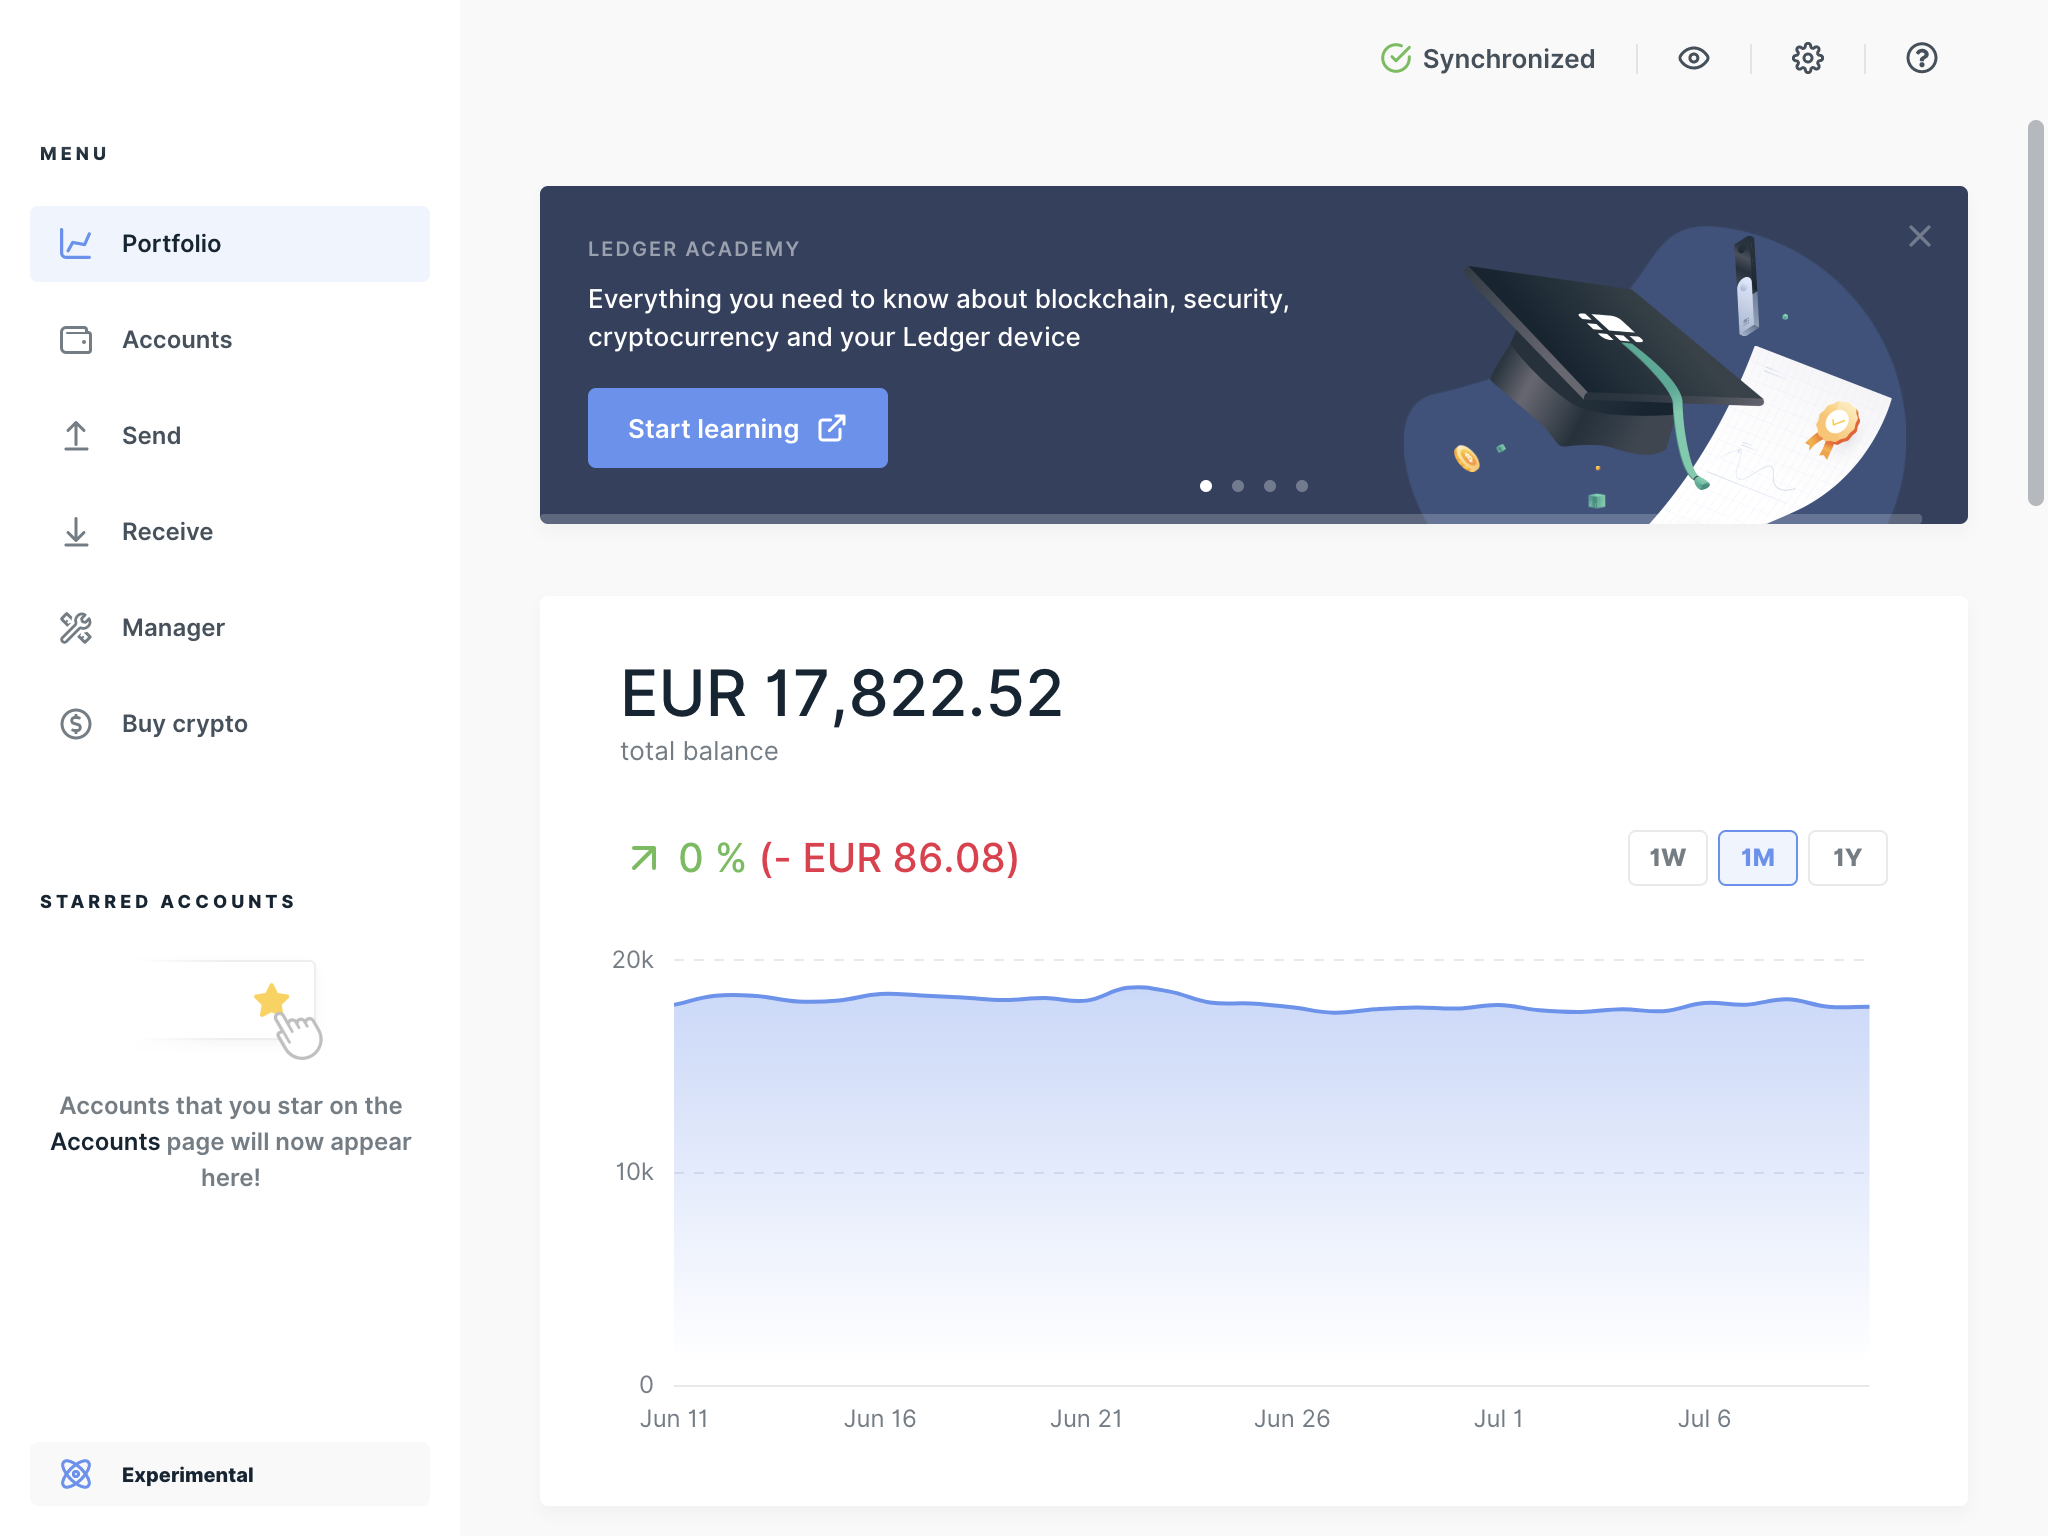 Synchronized
MENU
Portfolio
Accounts
Send
Receive
Manager
Buy crypto
STARRED ACCOUNTS
Accounts that you star on the
Accounts page will now appear
here!
Experimental
LEDGER ACADEMY
Everything you need to know about blockchain, security,
cryptocurrency and your Ledger device
Start learning
EUR 17,822.52
total balance
0 % (- EUR 86.08)
1W 1M 1Y
20k
10k
0
Jun 11 Jun 16 Jun 21 Jun 26 Jul 1 Jul 6